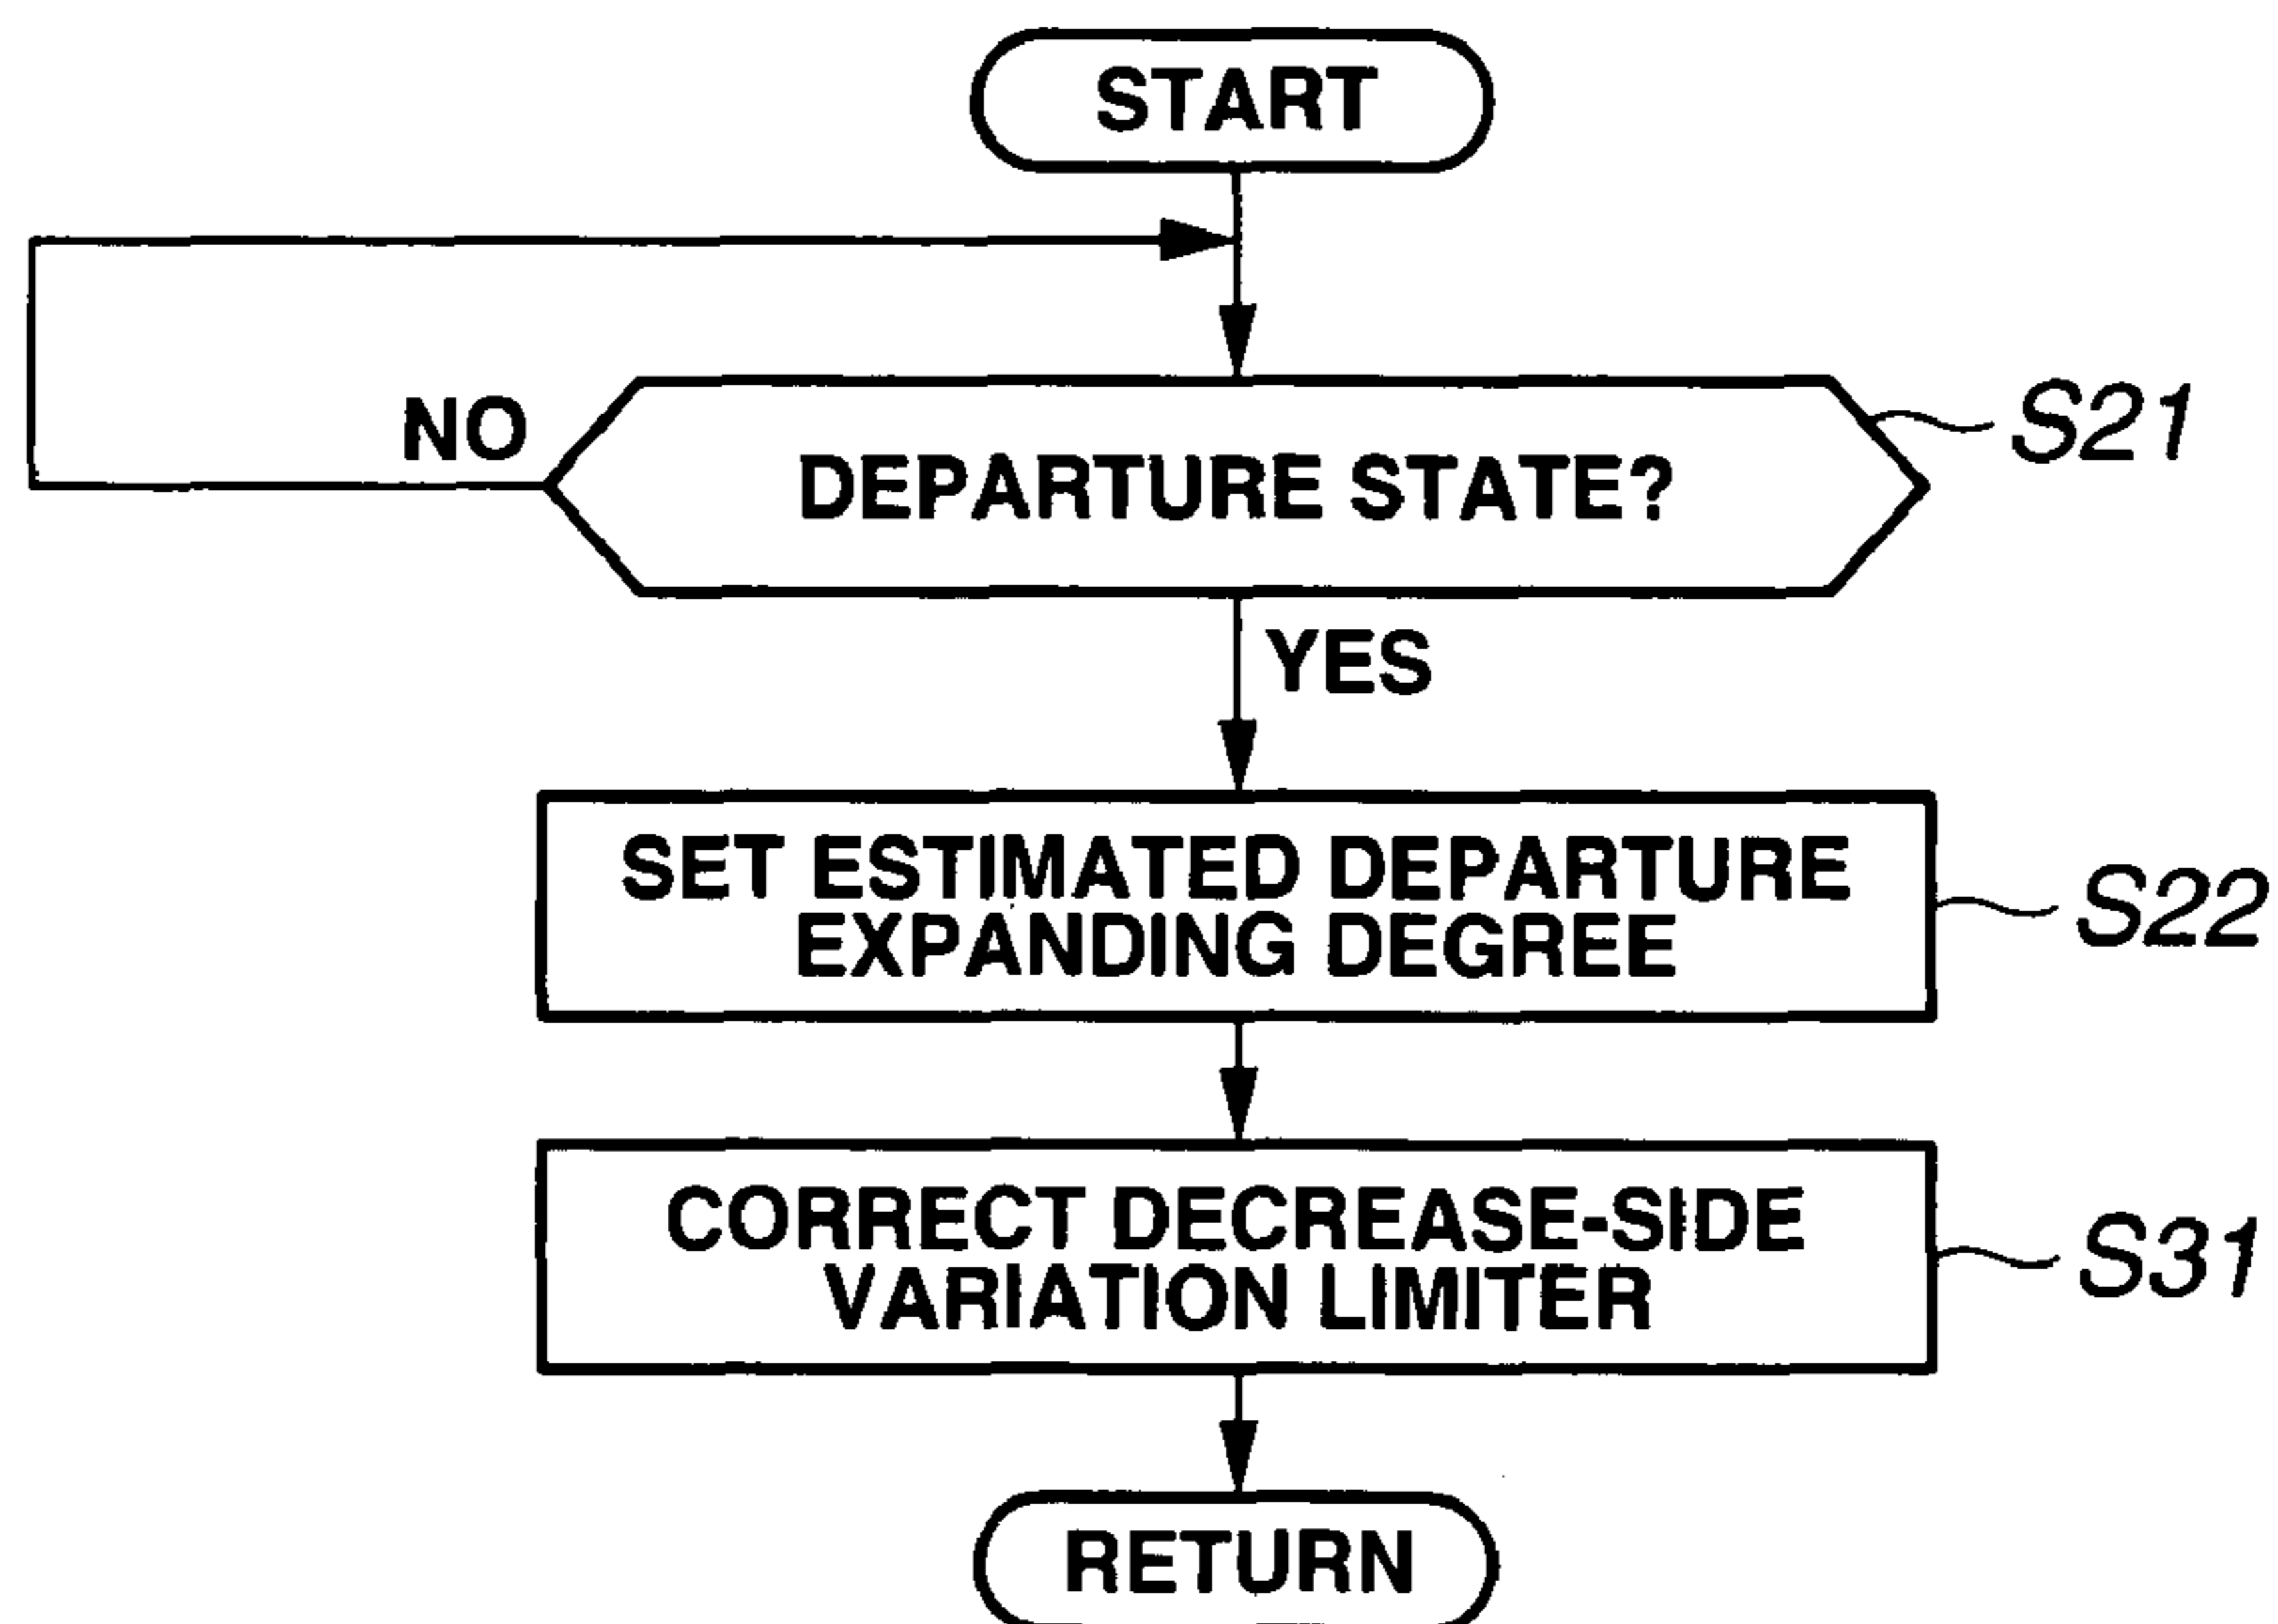 START
NO
DEPARTURE STATE?
S21
YES
SET ESTIMATED DEPARTURE
EXPANDING DEGREE
S22
CORRECT DECREASE-SIDE
VARIATION LIMITER
S31
RETURN